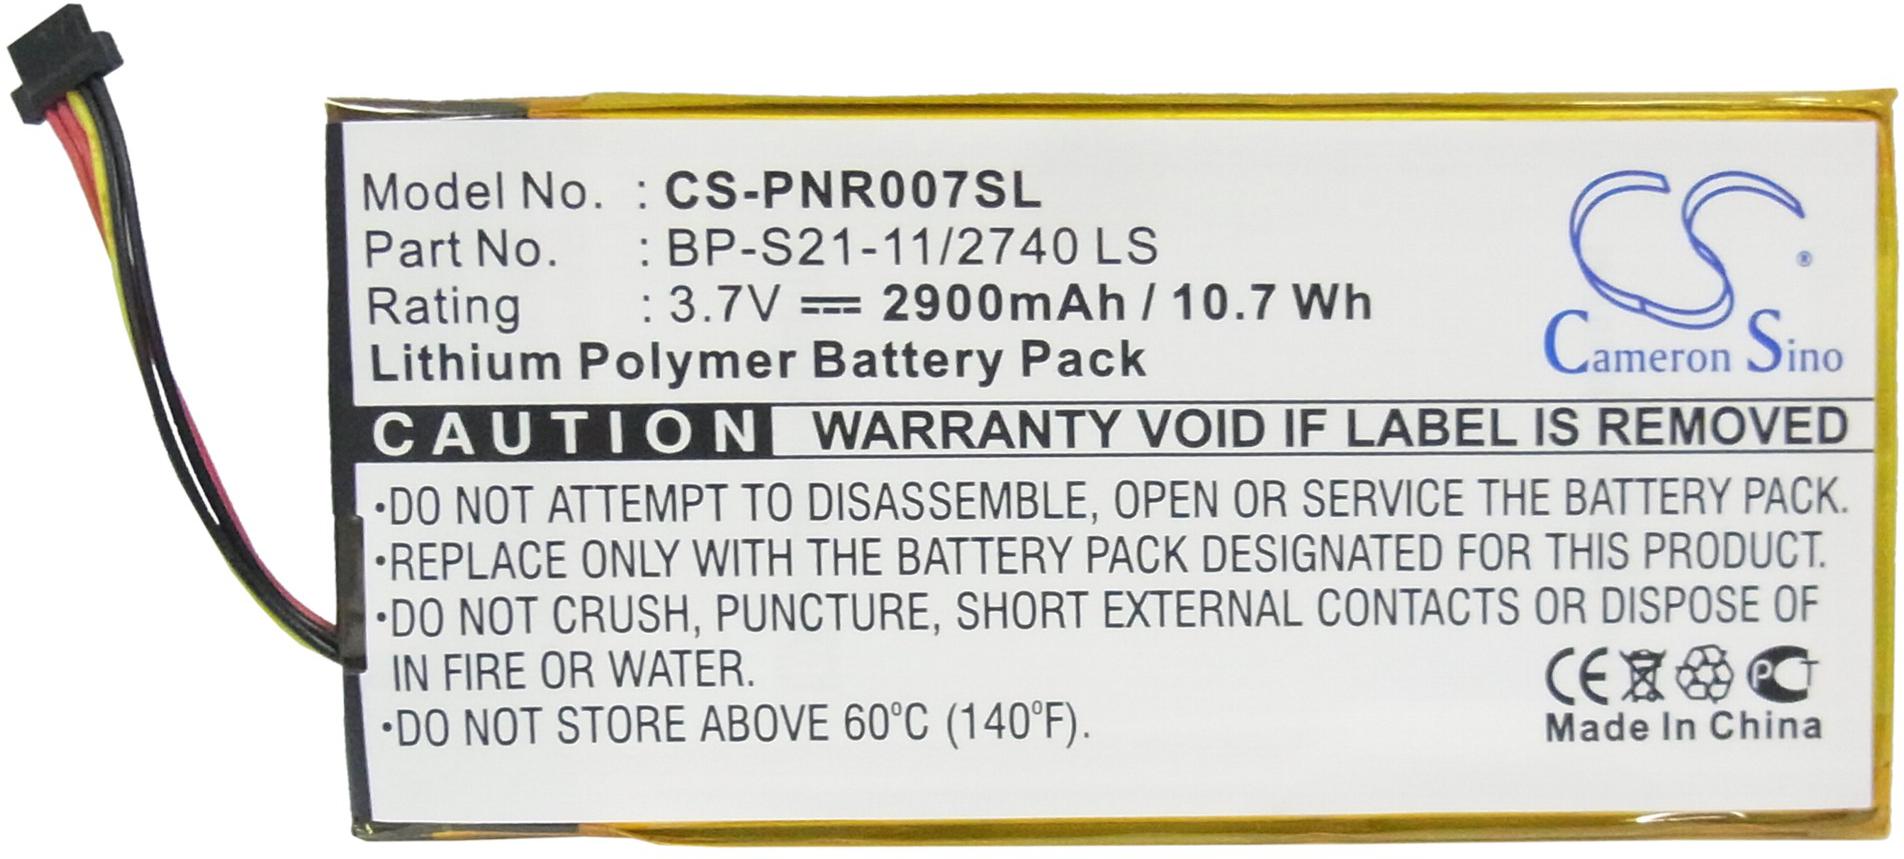 Model No. : CS-PNR007SL
Part No. : BP-S21-11/2740 LS
Rating : 3.7V 2900mAh / 10.7 Wh
Lithium Polymer Battery Pack
CS ®
Cameron Sino
CAUTION WARRANTY VOID IF LABEL IS REMOVED
•DO NOT ATTEMPT TO DISASSEMBLE, OPEN OR SERVICE THE BATTERY PACK.
•REPLACE ONLY WITH THE BATTERY PACK DESIGNATED FOR THIS PRODUCT.
•DO NOT CRUSH, PUNCTURE, SHORT EXTERNAL CONTACTS OR DISPOSE OF
IN FIRE OR WATER.
•DO NOT STORE ABOVE 60°C (140°F).
CE PCT
Made In China